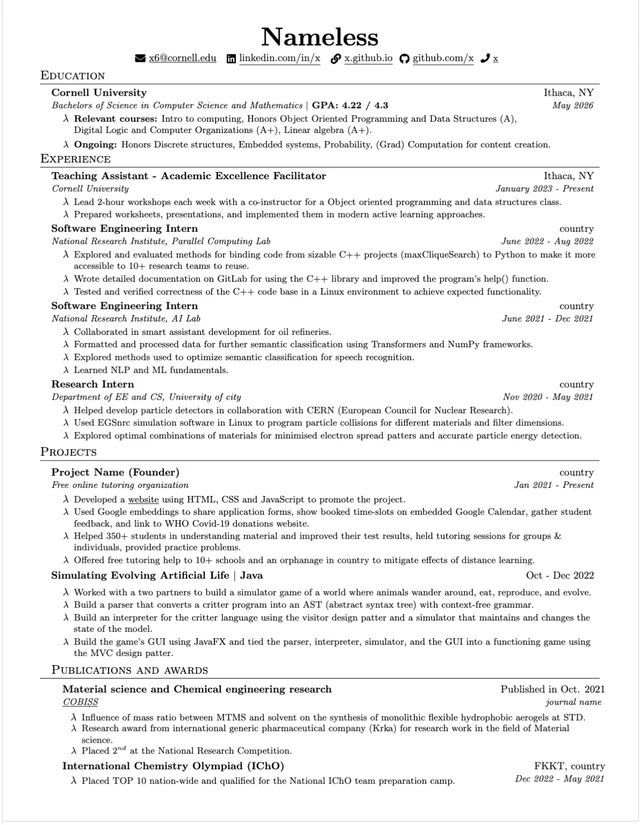 Nameless
x6@cornell.edu linkedin.com/in/x x.github.io github.com/x x
Education
Cornell University Ithaca, NY
Bachelors of Science in Computer Science and Mathematics | GPA: 4.22 / 4.3 May 2026
λ Relevant courses: Intro to computing, Honors Object Oriented Programming and Data Structures (A),
Digital Logic and Computer Organizations (A+), Linear algebra (A+).
λ Ongoing: Honors Discrete structures, Embedded systems, Probability, (Grad) Computation for content creation.
Experience
Teaching Assistant - Academic Excellence Facilitator Ithaca, NY
Cornell University January 2023 - Present
λ Lead 2-hour workshops each week with a co-instructor for a Object oriented programming and data structures class.
λ Prepared worksheets, presentations, and implemented them in modern active learning approaches.
Software Engineering Intern country
National Research Institute, Parallel Computing Lab June 2022 - Aug 2022
λ Explored and evaluated methods for binding code from sizable C++ projects (maxCliqueSearch) to Python to make it more
accessible to 10+ research teams to reuse.
λ Wrote detailed documentation on GitLab for using the C++ library and improved the program's help() function.
λ Tested and verified correctness of the C++ code base in a Linux environment to achieve expected functionality.
Software Engineering Intern country
National Research Institute, AI Lab June 2021 - Dec 2021
λ Collaborated in smart assistant development for oil refineries.
λ Formatted and processed data for further semantic classification using Transformers and NumPy frameworks.
λ Explored methods used to optimize semantic classification for speech recognition.
λ Learned NLP and ML fundamentals.
Research Intern country
Department of EE and CS, University of city Nov 2020 - May 2021
λ Helped develop particle detectors in collaboration with CERN (European Council for Nuclear Research).
λ Used EGSnrc simulation software in Linux to program particle collisions for different materials and filter dimensions.
λ Explored optimal combinations of materials for minimised electron spread patters and accurate particle energy detection.
Projects
Project Name (Founder) country
Free online tutoring organization Jan 2021 - Present
λ Developed a website using HTML, CSS and JavaScript to promote the project.
λ Used Google embeddings to share application forms, show booked time-slots on embedded Google Calendar, gather student
feedback, and link to WHO Covid-19 donations website.
λ Helped 350+ students in understanding material and improved their test results, held tutoring sessions for groups &
individuals, provided practice problems.
λ Offered free tutoring help to 10+ schools and an orphanage in country to mitigate effects of distance learning.
Simulating Evolving Artificial Life | Java Oct - Dec 2022
λ Worked with a two partners to build a simulator game of a world where animals wander around, eat, reproduce, and evolve.
λ Build a parser that converts a critter program into an AST (abstract syntax tree) with context-free grammar.
λ Build an interpreter for the critter language using the visitor design patter and a simulator that maintains and changes the
state of the model.
λ Build the game's GUI using JavaFX and tied the parser, interpreter, simulator, and the GUI into a functioning game using
the MVC design patter.
Publications and awards
Material science and Chemical engineering research Published in Oct. 2021
COBISS journal name
λ Influence of mass ratio between MTMS and solvent on the synthesis of monolithic flexible hydrophobic aerogels at STD.
λ Research award from international generic pharmaceutical company (Krka) for research work in the field of Material
science.
λ Placed 2nd at the National Research Competition.
International Chemistry Olympiad (IChO) FKKT, country
λ Placed TOP 10 nation-wide and qualified for the National IChO team preparation camp. Dec 2022 - May 2021